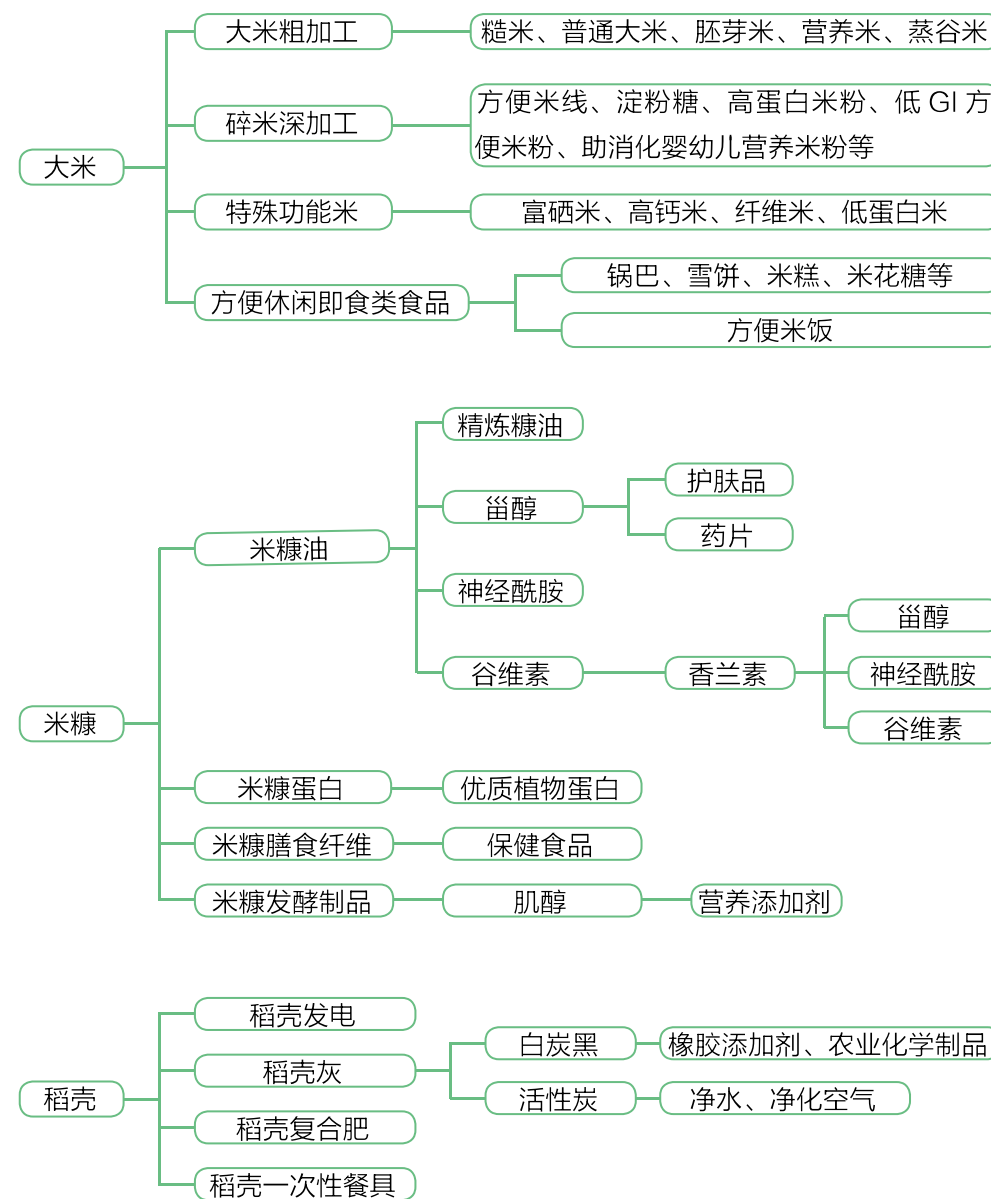 大米
大米粗加工
糙米、普通大米、胚芽米、营养米、蒸谷米
碎米深加工
方便米线、淀粉糖、高蛋白米粉、低 GI 方
便米粉、助消化婴幼儿营养米粉等
特殊功能米
富硒米、高钙米、纤维米、低蛋白米
方便休闲即食类食品
锅巴、雪饼、米糕、米花糖等
方便米饭
米糠
米糠油
精炼糠油
甾醇
护肤品
药片
神经酰胺
谷维素
香兰素
甾醇
神经酰胺
谷维素
米糠蛋白
优质植物蛋白
米糠膳食纤维
保健食品
米糠发酵制品
肌醇
营养添加剂
稻壳
稻壳发电
稻壳灰
白炭黑
橡胶添加剂、农业化学制品
活性炭
净水、净化空气
稻壳复合肥
稻壳一次性餐具